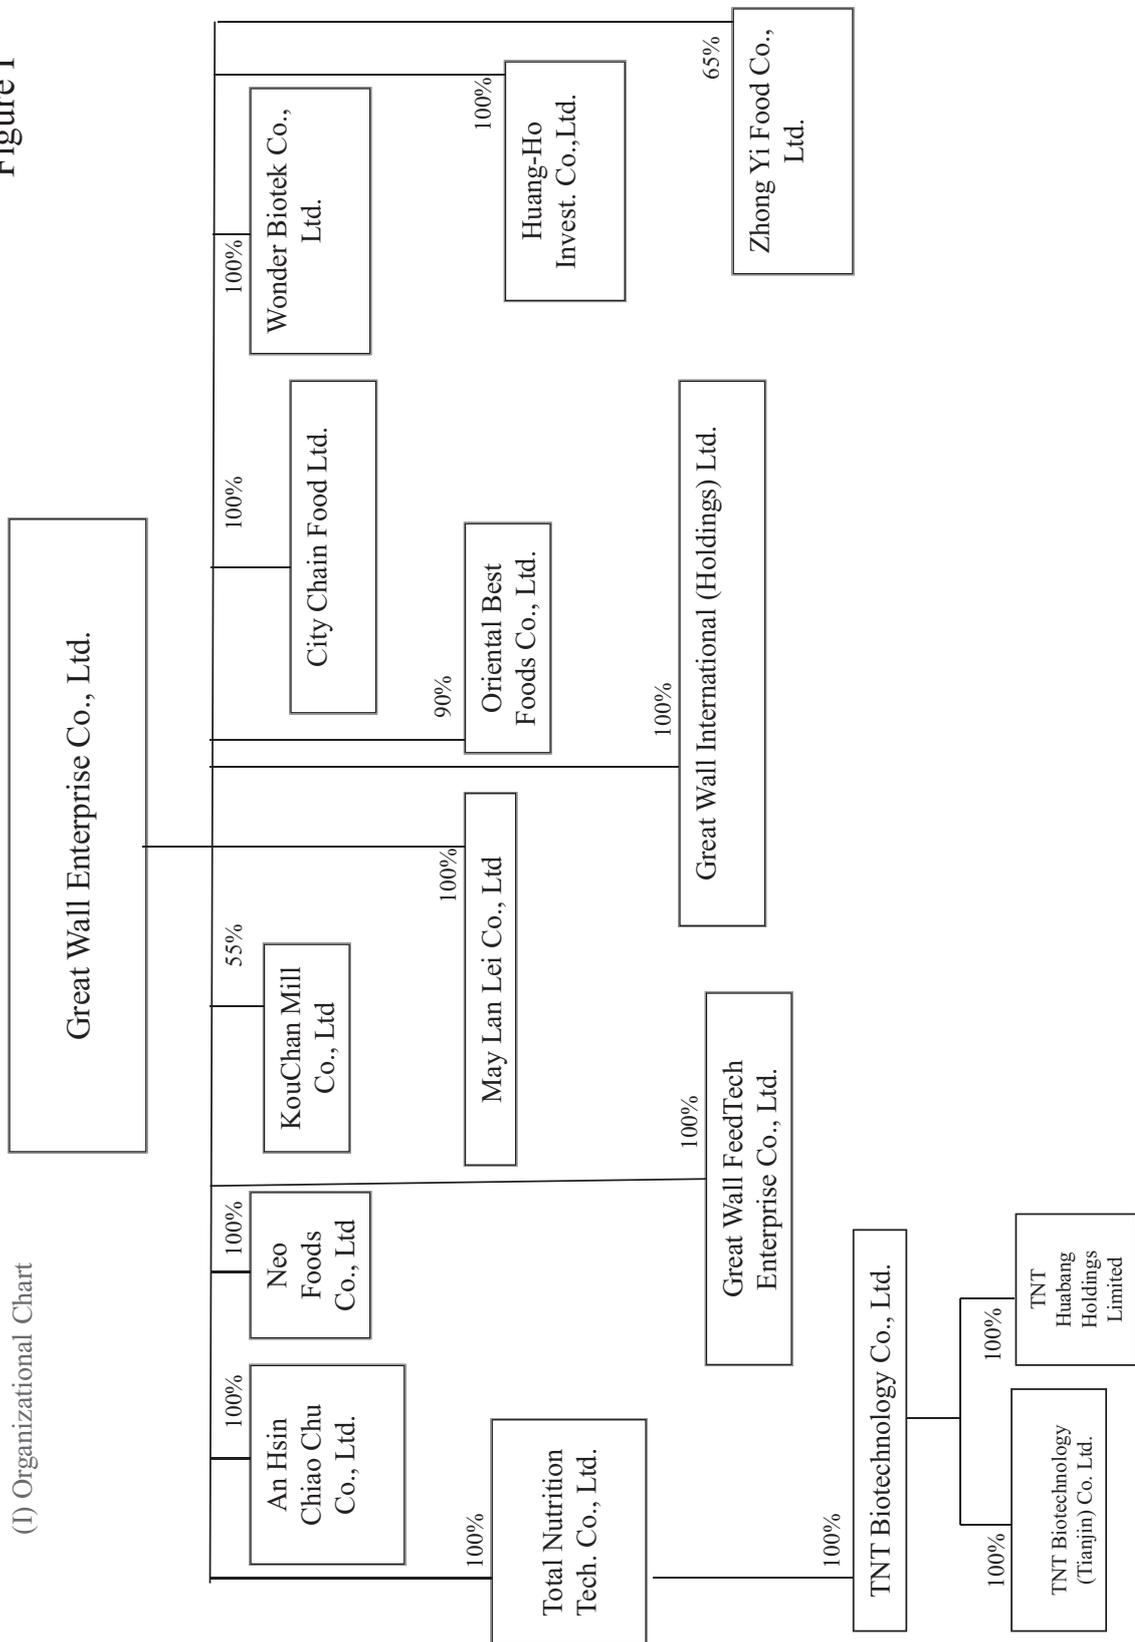 (I) Organizational Chart
Figure I
Great Wall Enterprise Co., Ltd.
100%
An Hsin
Chiao Chu
Co., Ltd.
100%
Neo
Foods
Co., Ltd
55%
KouChan Mill
Co., Ltd
100%
City Chain Food Ltd.
100%
Wonder Biotek Co.,
Ltd.
100%
Total Nutrition
Tech. Co., Ltd.
100%
May Lan Lei Co., Ltd
90%
Oriental Best
Foods Co., Ltd.
100%
Huang-Ho
Invest. Co.,Ltd.
100%
Great Wall FeedTech
Enterprise Co., Ltd.
100%
Great Wall International (Holdings) Ltd.
65%
Zhong Yi Food Co.,
Ltd.
100%
TNT Biotechnology Co., Ltd.
100%
TNT Biotechnology
(Tianjin) Co. Ltd.
100%
TNT
Huabang
Holdings
Limited